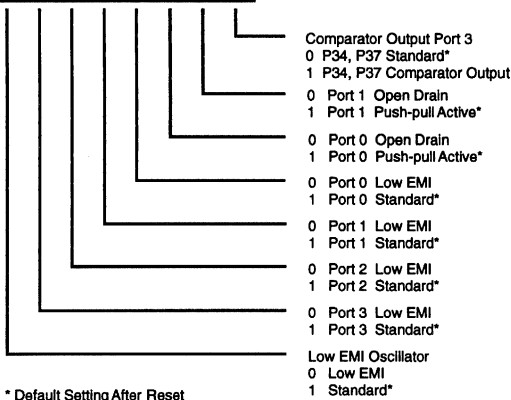 Comparator Output Port 3
0 P34, P37 Standard*
1 P34, P37 Comparator Output
0 Port 1 Open Drain
1 Port 1 Push-pull Active*
0 Port 0 Open Drain
1 Port 0 Push-pull Active*
0 Port 0 Low EMI
1 Port 0 Standard*
0 Port 1 Low EMI
1 Port 1 Standard*
0 Port 2 Low EMI
1 Port 2 Standard*
0 Port 3 Low EMI
1 Port 3 Standard*
Low EMI Oscillator
0 Low EMI
1 Standard*
* Default Setting After Reset